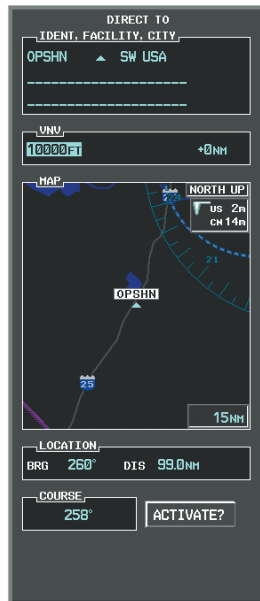 DIRECT TO
IDENT, FACILITY, CITY
OPSHN SW USA
VNV
10000FT +0NM
MAP
NORTH UP
US 2m
CN 14m
21
OPSHN
25
15NM
LOCATION
BRG 260° DIS 99.0NM
COURSE
258° ACTIVATE?